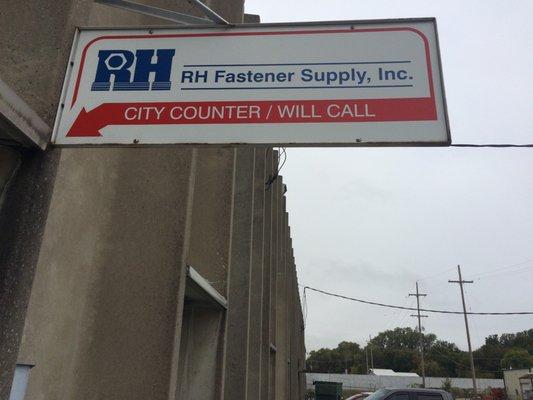 RH
RH Fastener Supply, Inc.
CITY COUNTER / WILL CALL